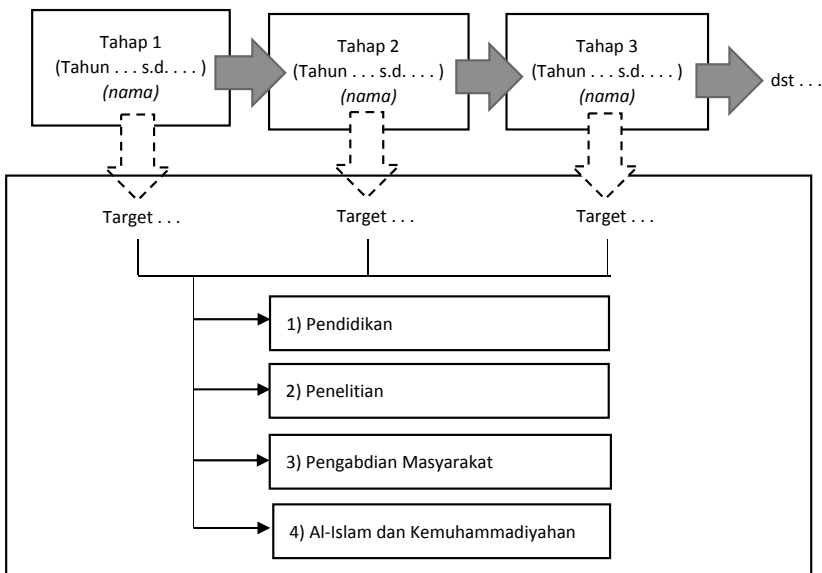 Tahap 1
(Tahun . . . s.d. . . . )
(nama)
Tahap 2
(Tahun . . . s.d. . . . )
(nama)
Tahap 3
(Tahun . . . s.d. . . . )
(nama)
dst . . .
Target . . .
Target . . .
Target . . .
1) Pendidikan
2) Penelitian
3) Pengabdian Masyarakat
4) Al-Islam dan Kemuhammadiyahan